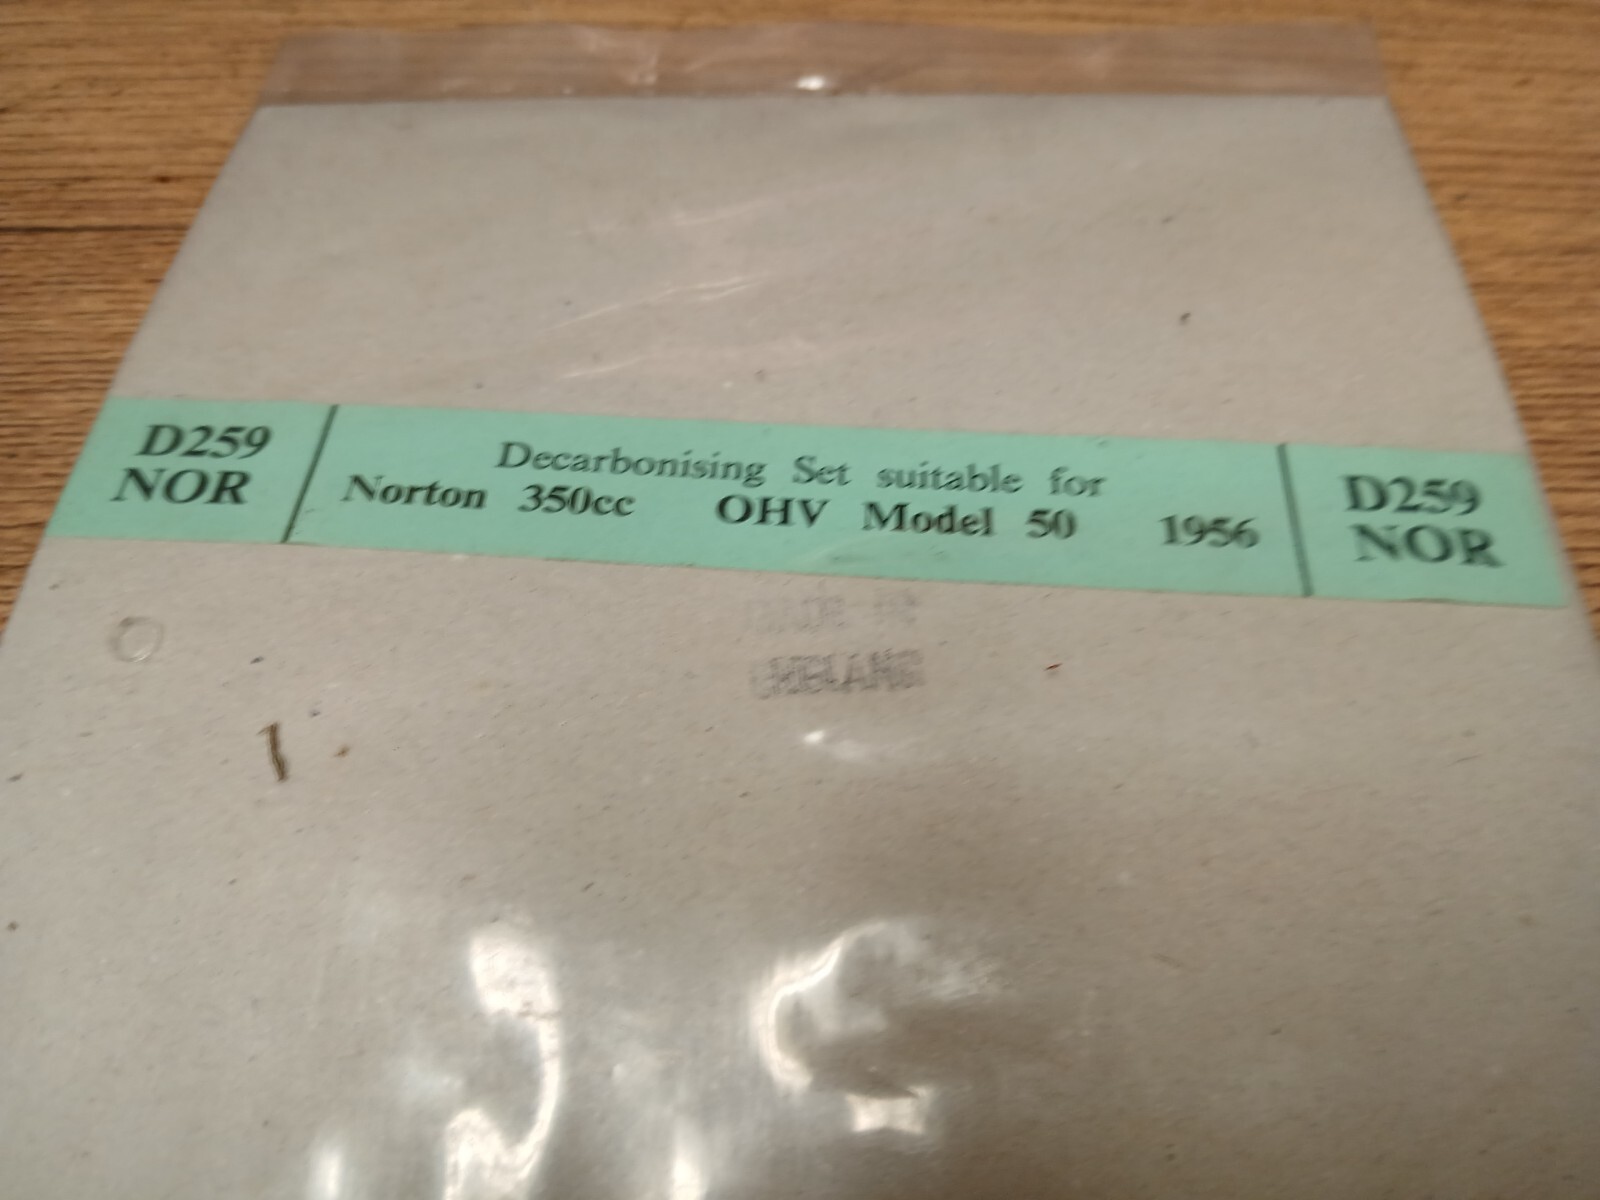 D259
NOR
Decarbonising Set suitable for
Norton 350cc OHV Model 50 1956
D259
NOR